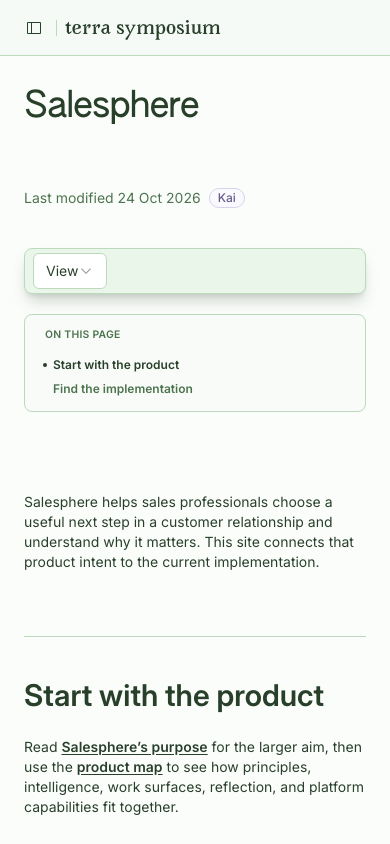 terra symposium
Salesphere
Last modified 24 Oct 2026 Kai
View
ON THIS PAGE
Start with the product
Find the implementation
Salesphere helps sales professionals choose a
useful next step in a customer relationship and
understand why it matters. This site connects that
product intent to the current implementation.
Start with the product
Read Salesphere’s purpose for the larger aim, then
use the product map to see how principles,
intelligence, work surfaces, reflection, and platform
capabilities fit together.